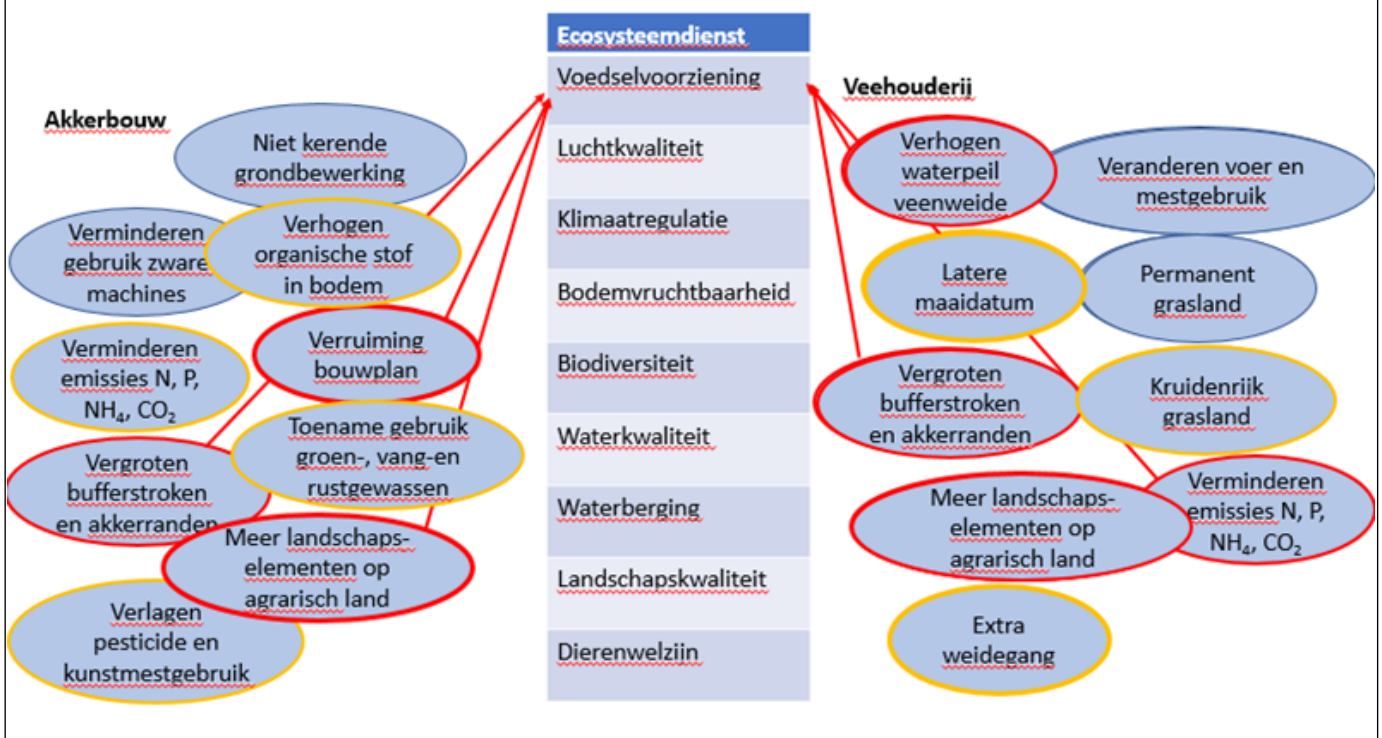 Ecosysteemdienst
Voedselvoorziening
Luchtkwaliteit
Klimaatregulatie
Bodemvruchtbaarheid
Biodiversiteit
Waterkwaliteit
Waterberging
Landschapskwaliteit
Dierenwelzijn
Akkerbouw
Niet kerende
grondbewerking
Verminderen
gebruik zware
machines
Verhogen
organische stof
in bodem
Verruiming
bouwplan
Verminderen
emissies N, P,
NH₄, CO₂
Toename gebruik
groen-, vang-en
rustgewassen
Vergroten
bufferstroken
en akkerranden
Meer landschaps-
elementen op
agrarisch land
Verlagen
pesticide en
kunstmestgebruik
Veehouderij
Verhogen
waterpeil
veenweide
Veranderen voer en
mestgebruik
Latere
maaidatum
Permanent
grasland
Vergroten
bufferstroken
en akkerranden
Kruidenrijk
grasland
Meer landschaps-
elementen op
agrarisch land
Verminderen
emissies N, P,
NH₄, CO₂
Extra
weidegang